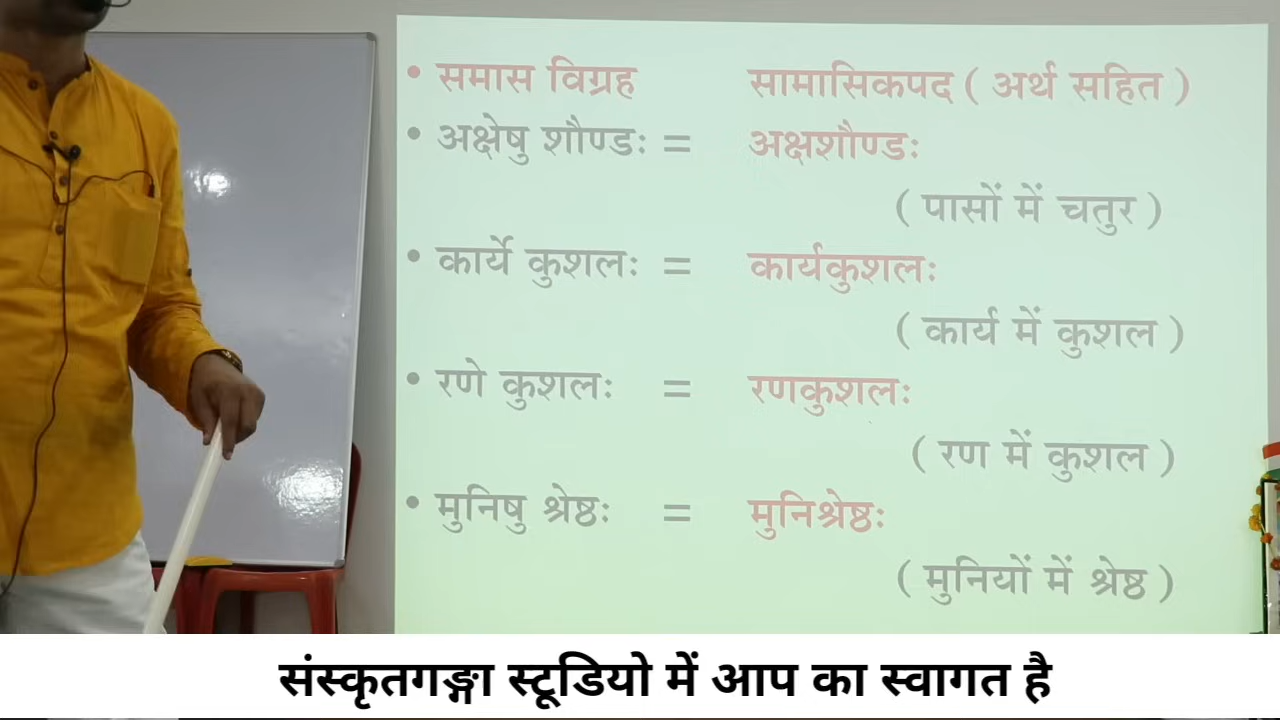 • समास विग्रह सामासिकपद ( अर्थ सहित )
• अक्षेषु शौण्डः = अक्षशौण्डः
( पासों में चतुर )
• कार्ये कुशलः = कार्यकुशलः
( कार्य में कुशल )
• रणे कुशलः = रणकुशलः
( रण में कुशल )
• मुनिषु श्रेष्ठः = मुनिश्रेष्ठः
( मुनियों में श्रेष्ठ )
संस्कृतगङ्गा स्टूडियो में आप का स्वागत है